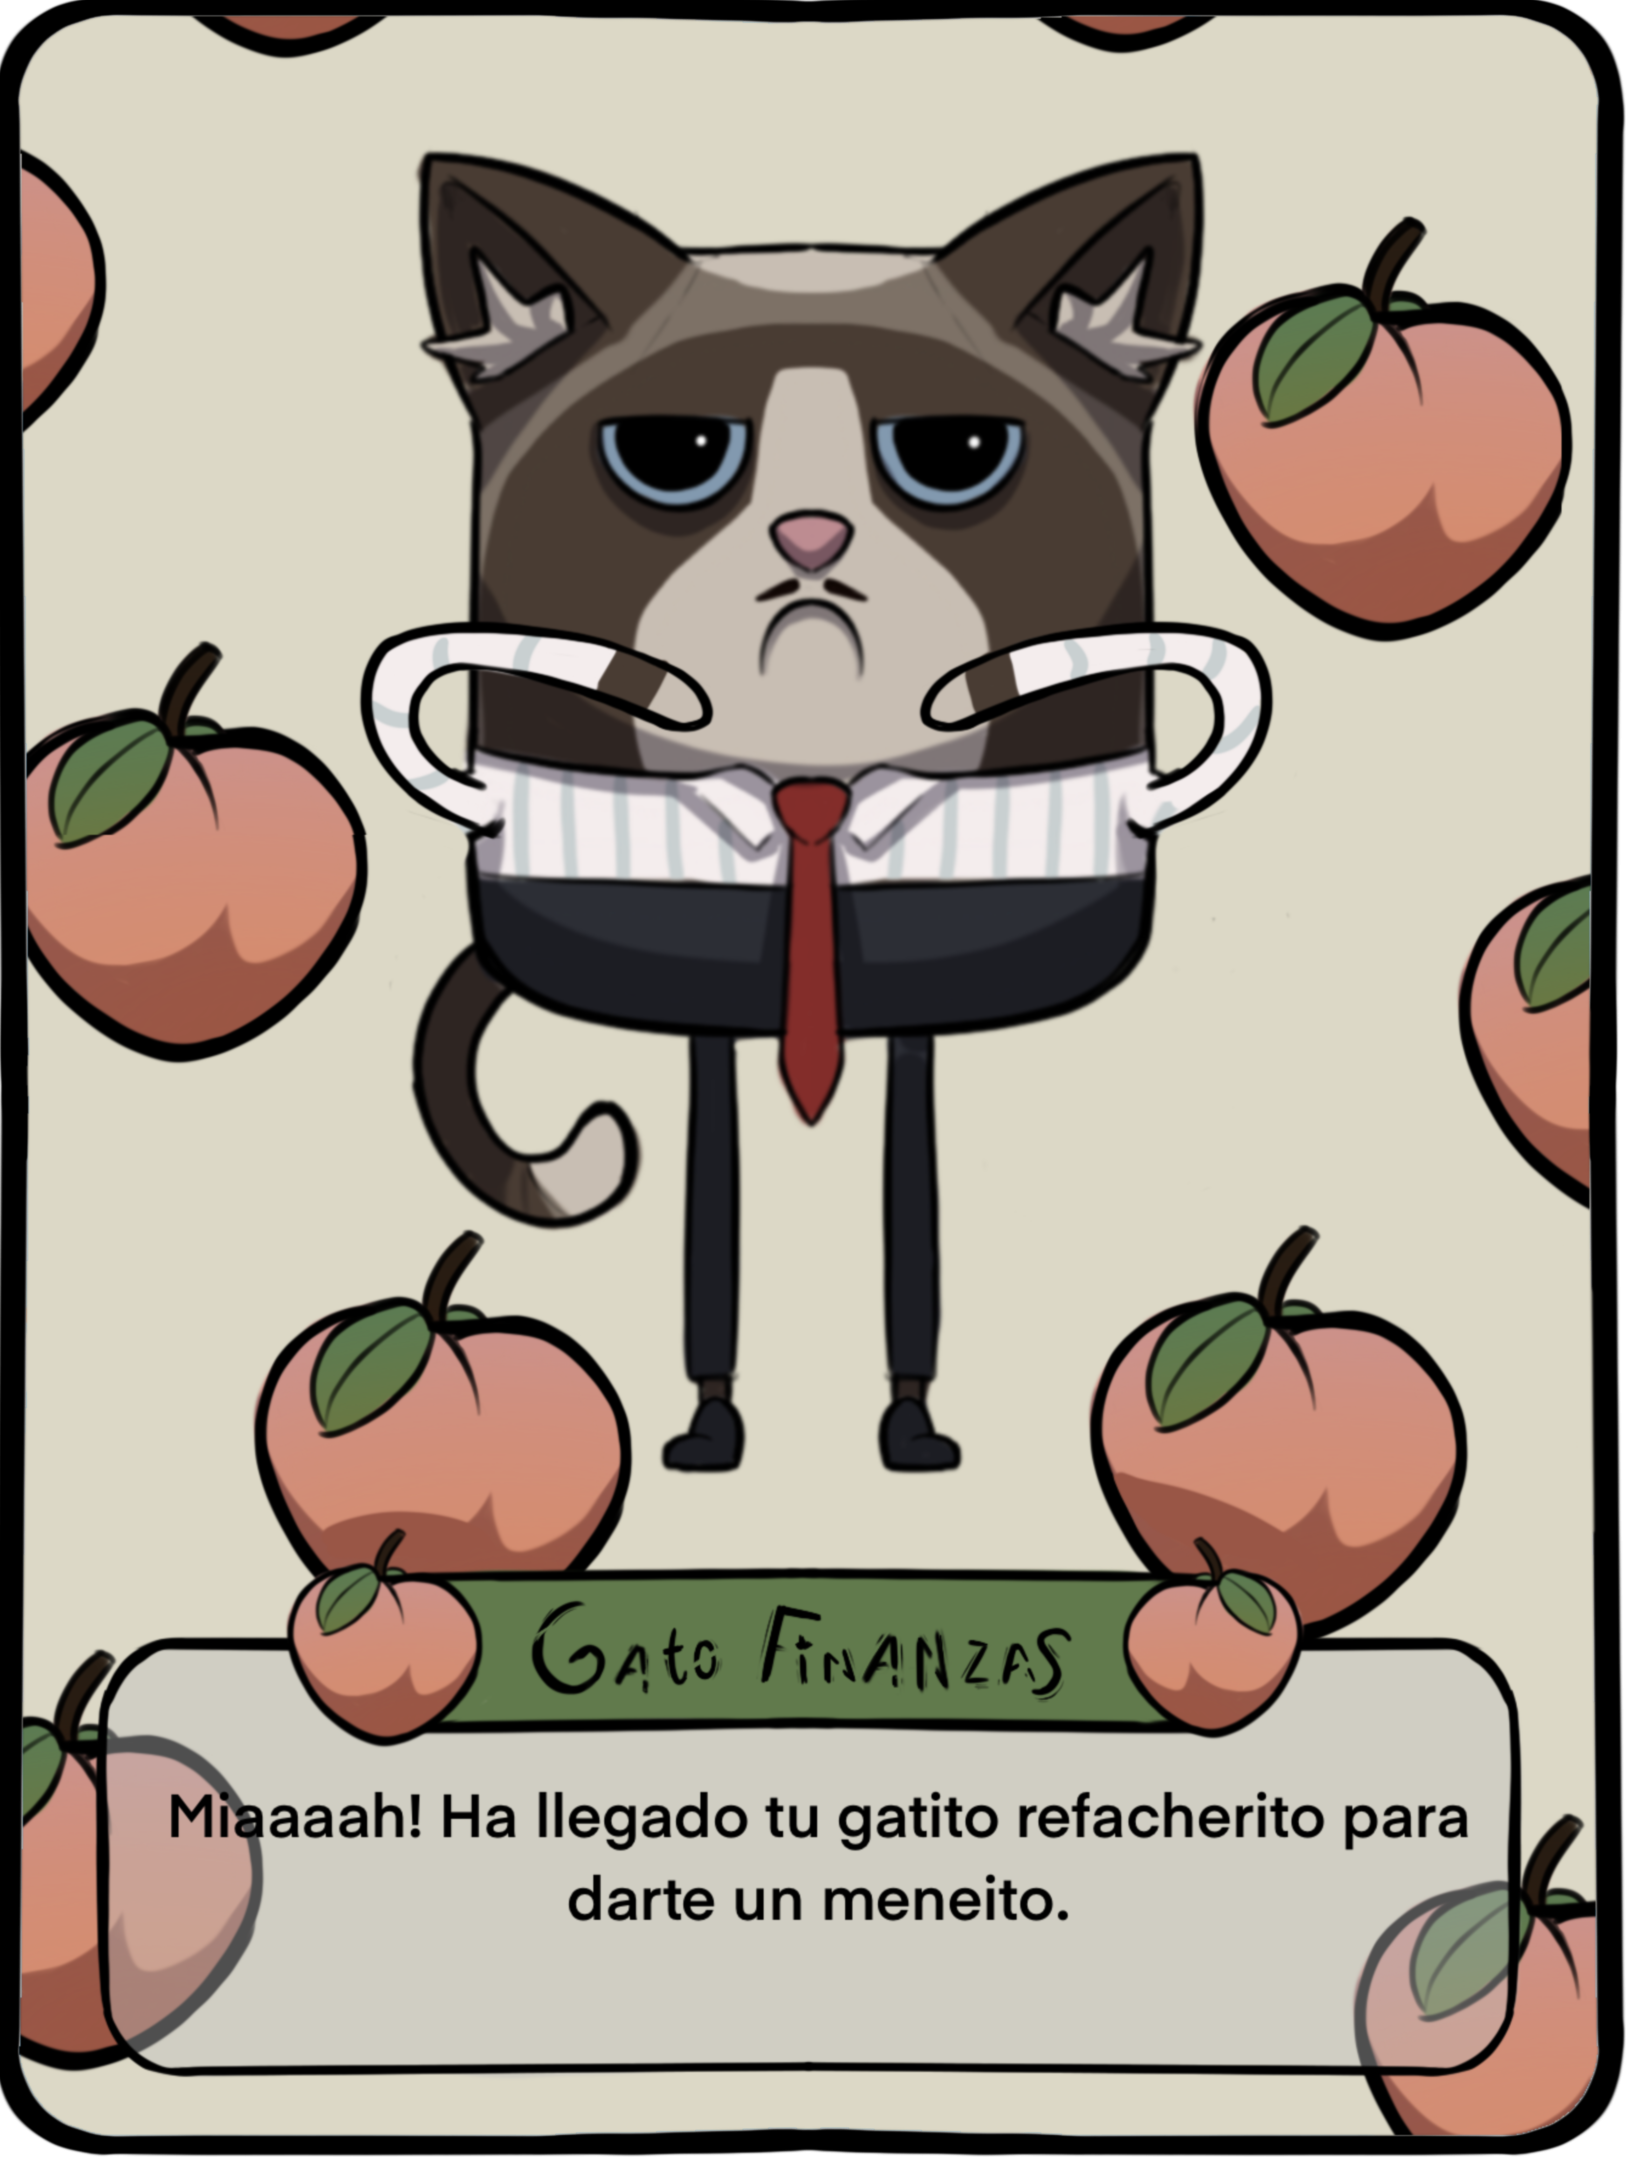 Gato Finanzas
Miaaaah! Ha llegado tu gatito refacherito para
darte un meneito.